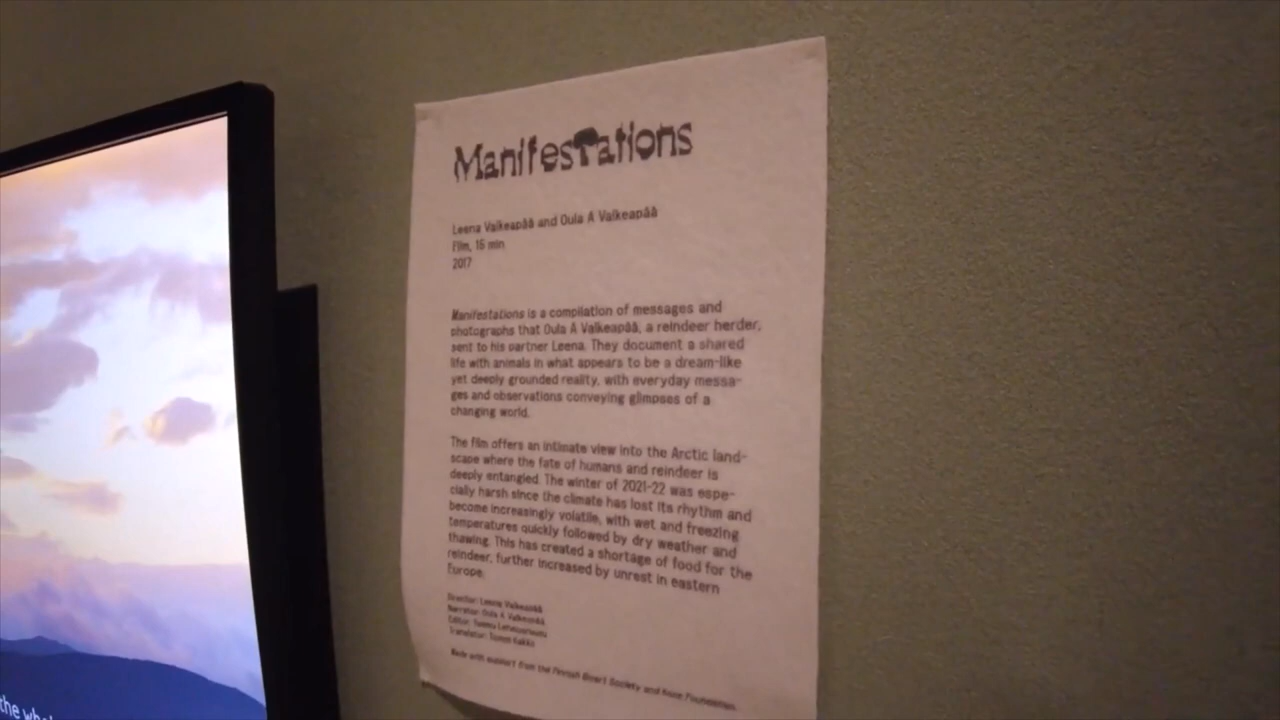 Manifestations
Leena Valkeapää and Oula A Valkeapää
Film, 15 min
2017
Manifestations is a compilation of messages and
photographs that Oula A Valkeapää, a reindeer herder,
sent to his partner Leena. They document a shared
life with animals in what appears to be a dream-like
yet deeply grounded reality, with everyday messa-
ges and observations conveying glimpses of a
changing world.
The film offers an intimate view into the Arctic land-
scape where the fate of humans and reindeer is
deeply entangled. The winter of 2021-22 was espe-
cially harsh since the climate has lost its rhythm and
become increasingly volatile, with wet and freezing
temperatures quickly followed by dry weather and
thawing. This has created a shortage of food for the
reindeer, further increased by unrest in eastern
Europe.
Director: Leena Valkeapää
Narrator: Oula A Valkeapää
Editor:
Translator:
Made with support from the Finnish Bioart Society and Kone Foundation.
the